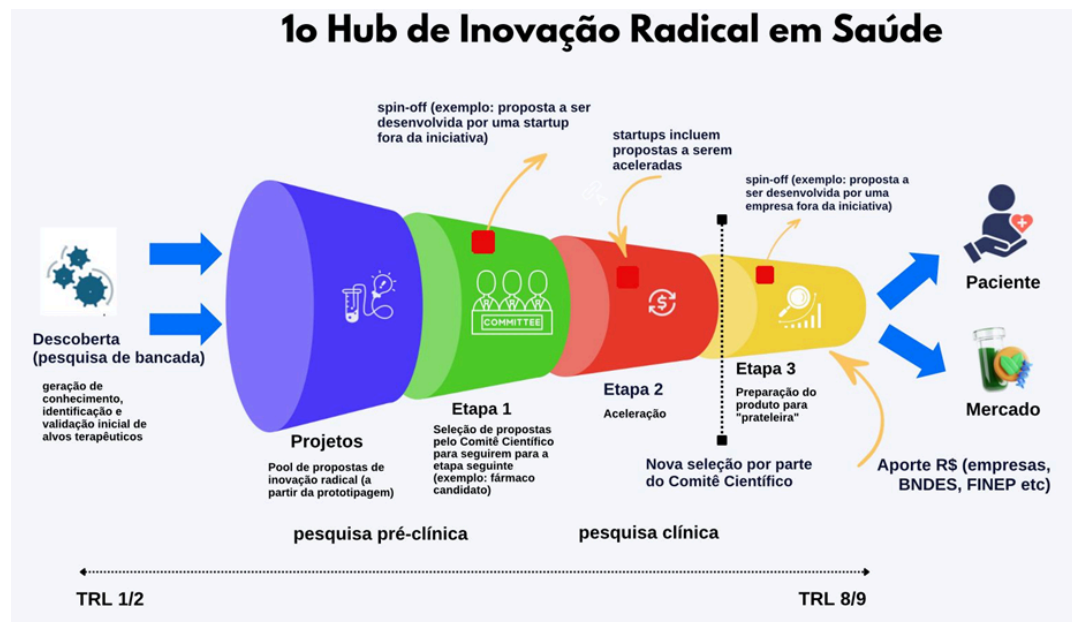 1o Hub de Inovação Radical em Saúde
spin-off (exemplo: proposta a ser
desenvolvida por uma startup
fora da iniciativa)
startups incluem
propostas a serem
aceleradas
spin-off (exemplo: proposta a
ser desenvolvida por uma
empresa fora da iniciativa)
Descoberta
(pesquisa de bancada)
geração de
conhecimento,
identificação e
validação inicial de
alvos terapêuticos
COMMITTEE
$
Projetos
Pool de propostas de
inovação radical (a
partir da prototipagem)
Etapa 1
Seleção de propostas
pelo Comitê Científico
para seguirem para a
etapa seguinte
(exemplo: fármaco
candidato)
Etapa 2
Aceleração
Etapa 3
Preparação do
produto para
"prateleira"
Nova seleção por parte
do Comitê Científico
Paciente
Mercado
Aporte R$ (empresas,
BNDES, FINEP etc)
pesquisa pré-clínica
pesquisa clínica
TRL 1/2
TRL 8/9